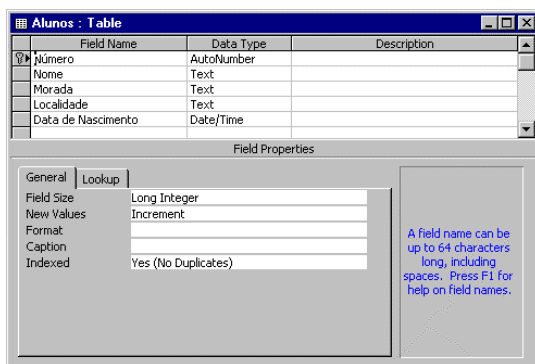 Alunos : Table
Field Name Data Type Description
Número AutoNumber
Nome Text
Morada Text
Localidade Text
Data de Nascimento Date/Time
Field Properties
General Lookup
Field Size Long Integer
New Values Increment
Format
Caption
Indexed Yes (No Duplicates)
A field name can be
up to 64 characters
long, including
spaces. Press F1 for
help on field names.